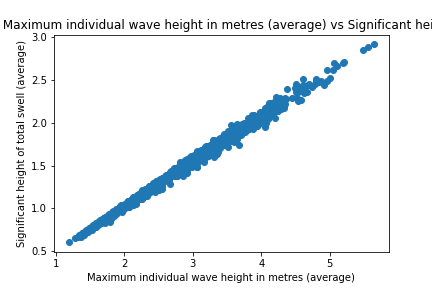 Maximum individual wave height in metres (average) vs Significant hei
3.0
2.5
2.0
1.5
1.0
0.5
Significant height of total swell (average)
1 2 3 4 5
Maximum individual wave height in metres (average)